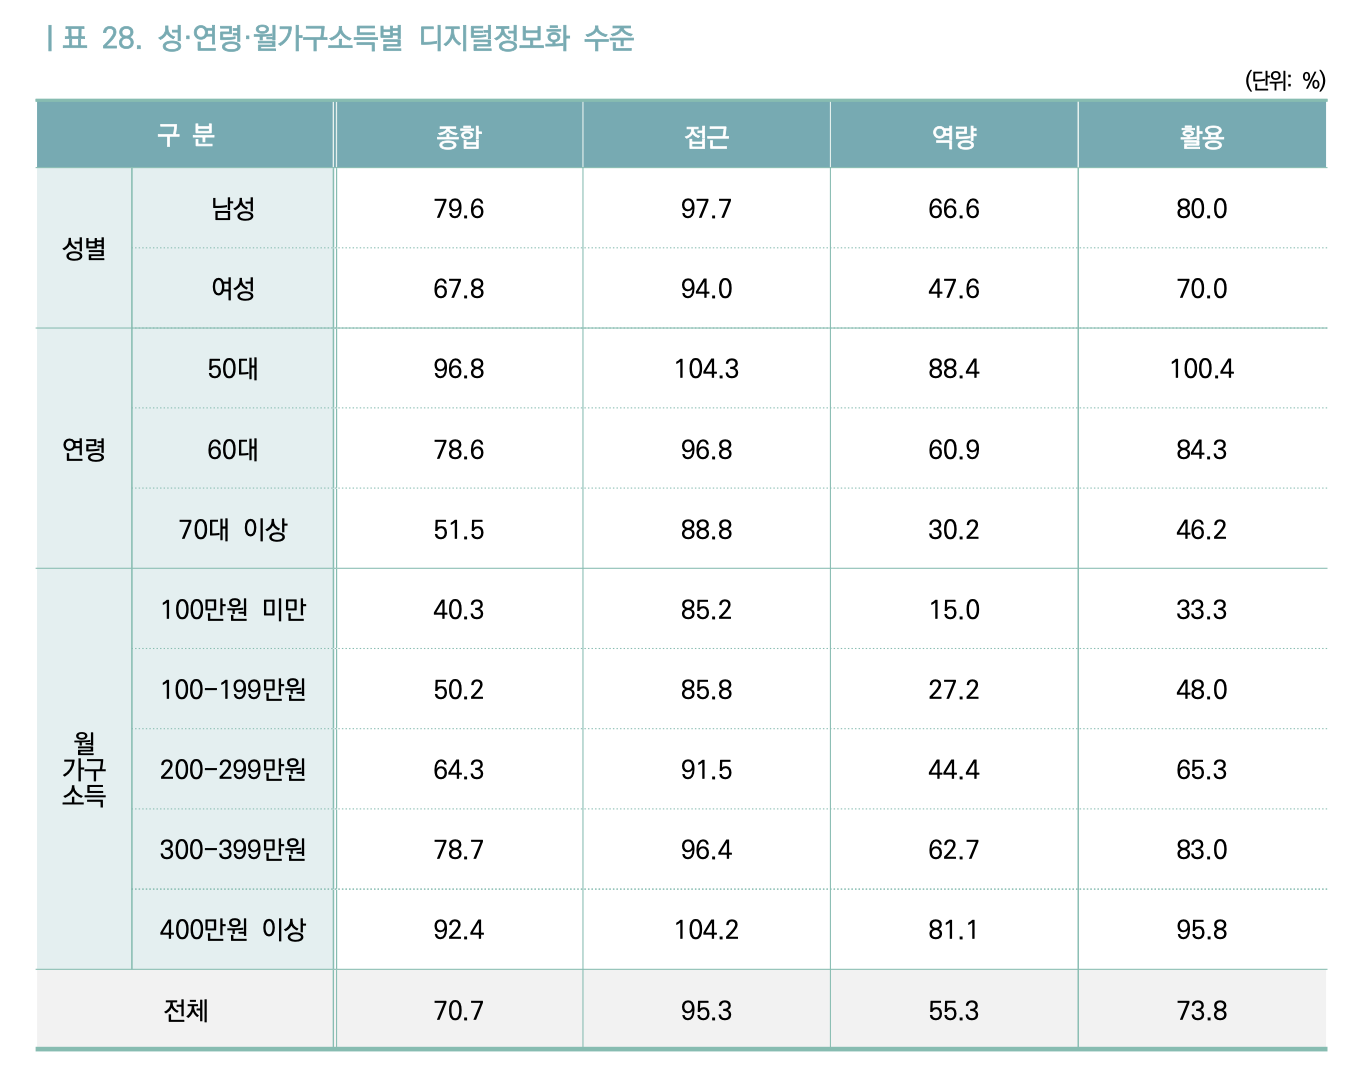 | 표 28. 성·연령·월가구소득별 디지털정보화 수준
(단위: %)
구 분 종합 접근 역량 활용
성별
남성 79.6 97.7 66.6 80.0
여성 67.8 94.0 47.6 70.0
연령
50대 96.8 104.3 88.4 100.4
60대 78.6 96.8 60.9 84.3
70대 이상 51.5 88.8 30.2 46.2
월
가구
소득
100만원 미만 40.3 85.2 15.0 33.3
100-199만원 50.2 85.8 27.2 48.0
200-299만원 64.3 91.5 44.4 65.3
300-399만원 78.7 96.4 62.7 83.0
400만원 이상 92.4 104.2 81.1 95.8
전체 70.7 95.3 55.3 73.8